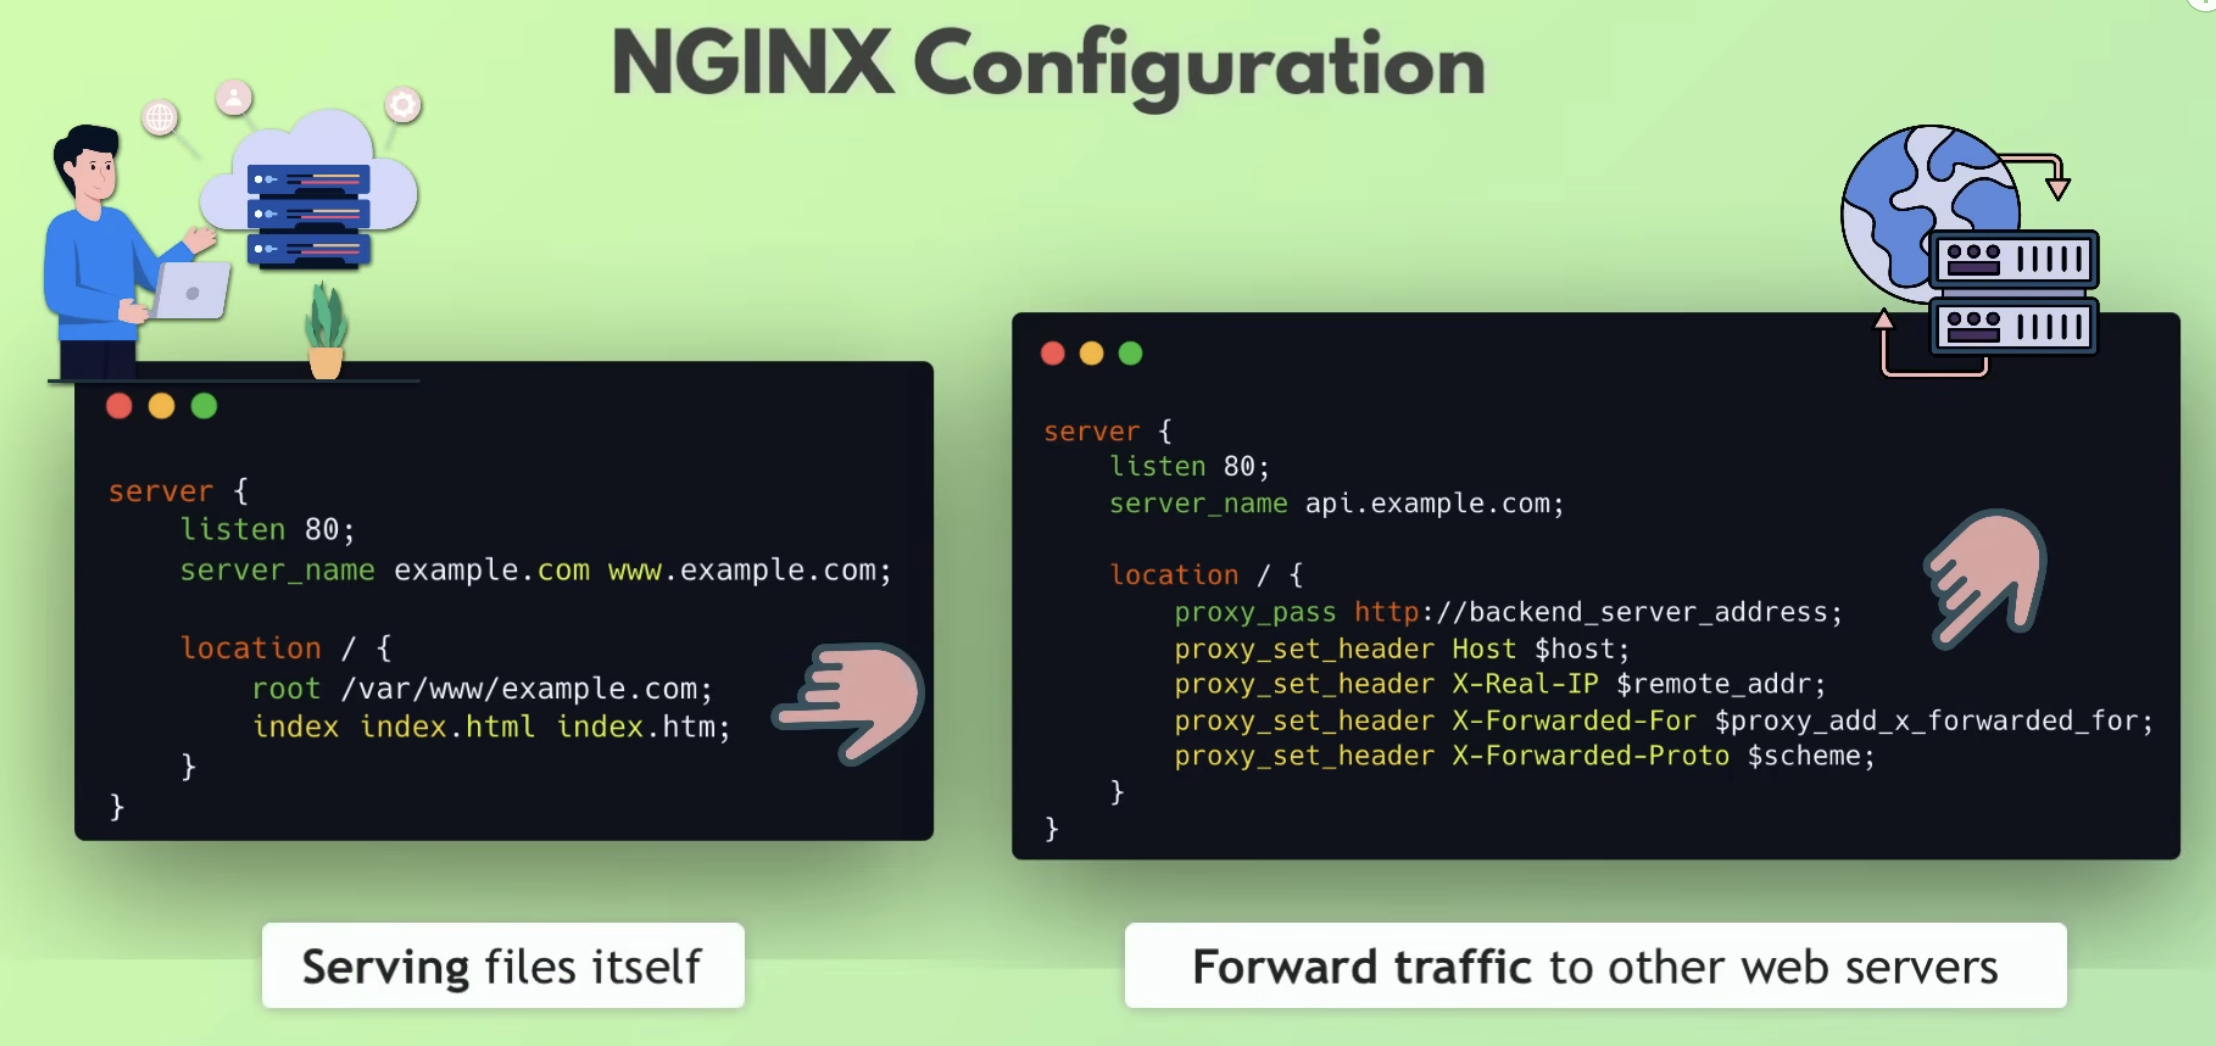 NGINX Configuration
server {
listen 80;
server_name example.com www.example.com;
location / {
root /var/www/example.com;
index index.html index.htm;
}
}
Serving files itself
server {
listen 80;
server_name api.example.com;
location / {
proxy_pass http://backend_server_address;
proxy_set_header Host $host;
proxy_set_header X-Real-IP $remote_addr;
proxy_set_header X-Forwarded-For $proxy_add_x_forwarded_for;
proxy_set_header X-Forwarded-Proto $scheme;
}
}
Forward traffic to other web servers